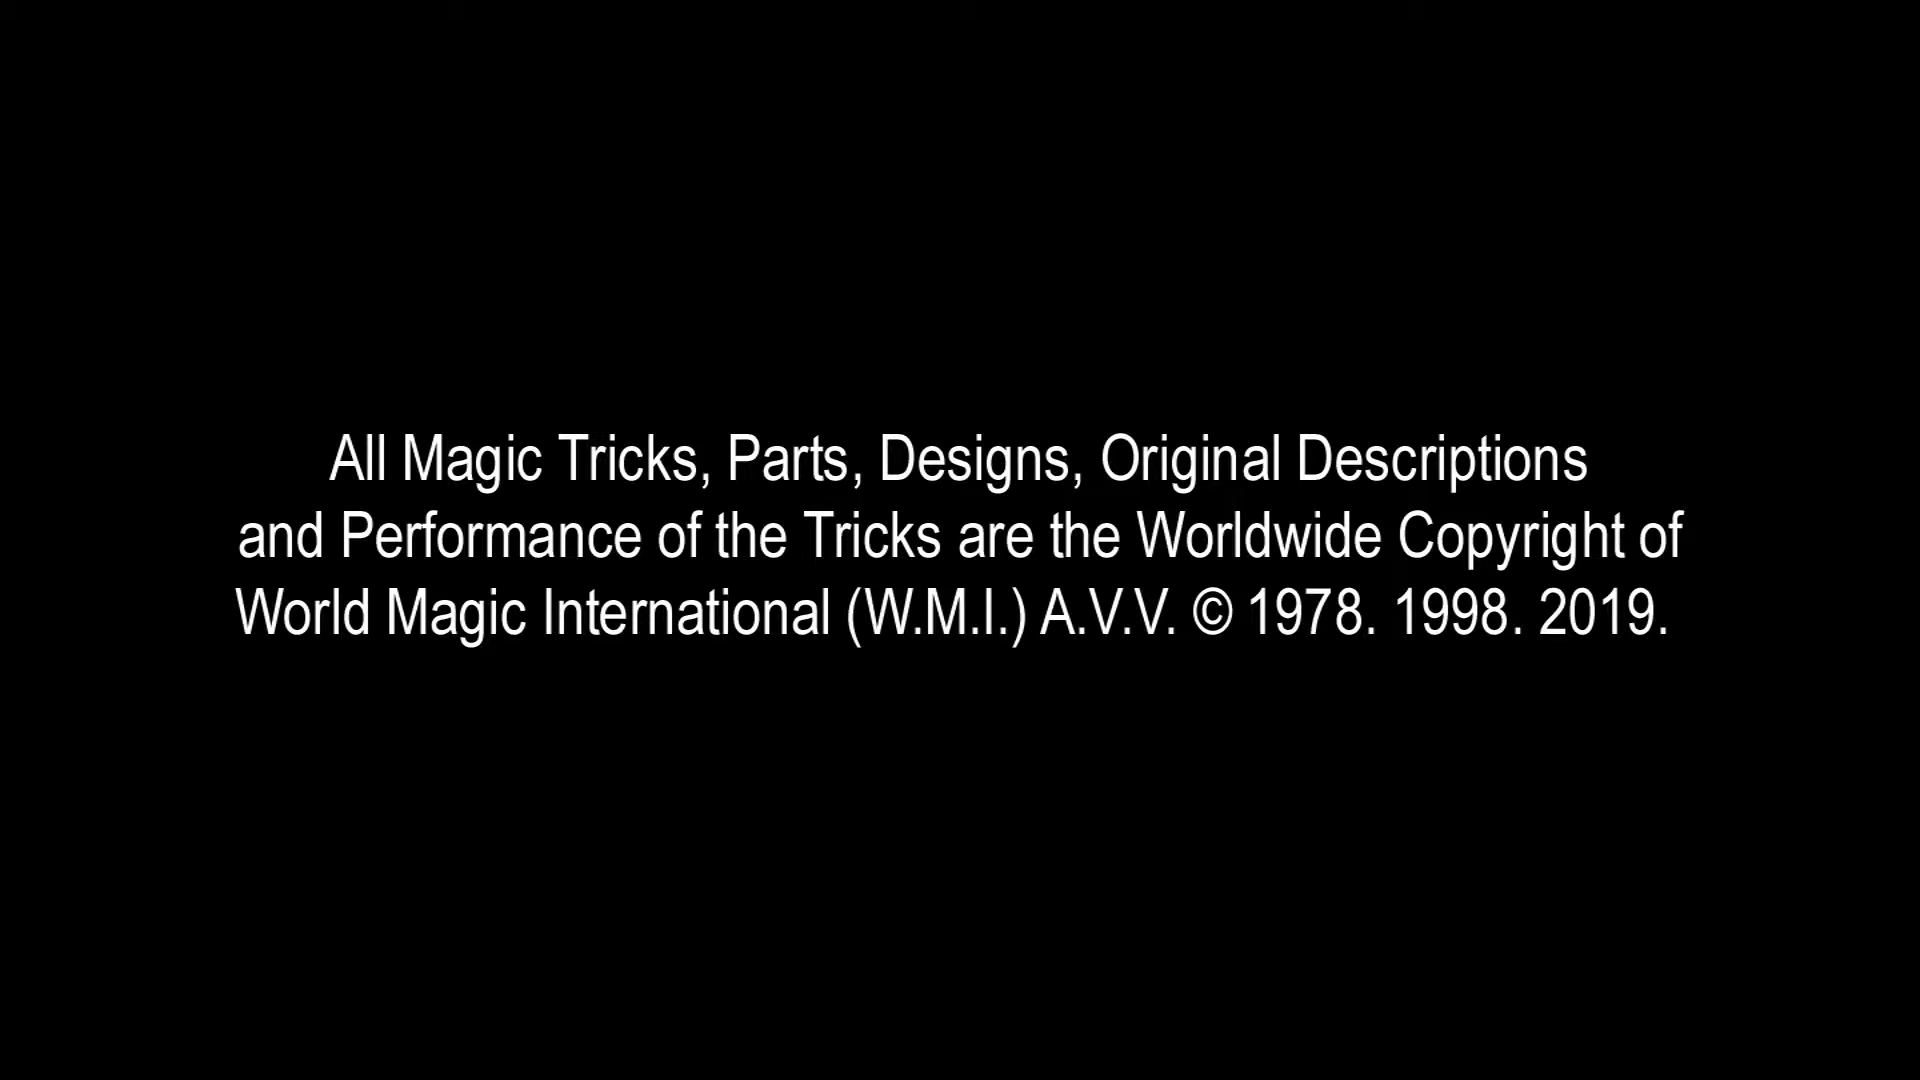 All Magic Tricks, Parts, Designs, Original Descriptions
and Performance of the Tricks are the Worldwide Copyright of
World Magic International (W.M.I.) A.V.V. © 1978. 1998. 2019.